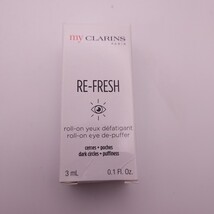 my CLARINS
PARIS
RE-FRESH
roll-on yeux défatigant
roll-on eye de-puffer
cernes + poches
dark circles + puffiness
3 mL 0.1 Fl. Oz.